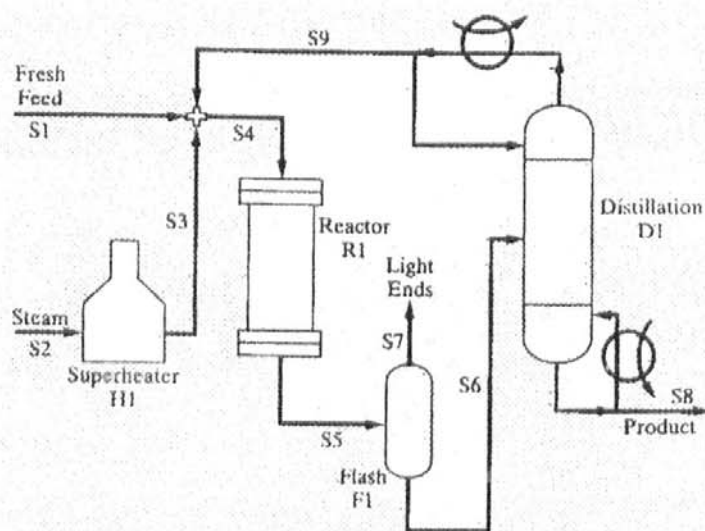 S9
Fresh
Feed
S1
S4
S3
Reactor
R1
Distillation
D1
Light
Ends
Steam
S2
S7
S6
Superheater
H1
S5
S8
Product
Flash
F1